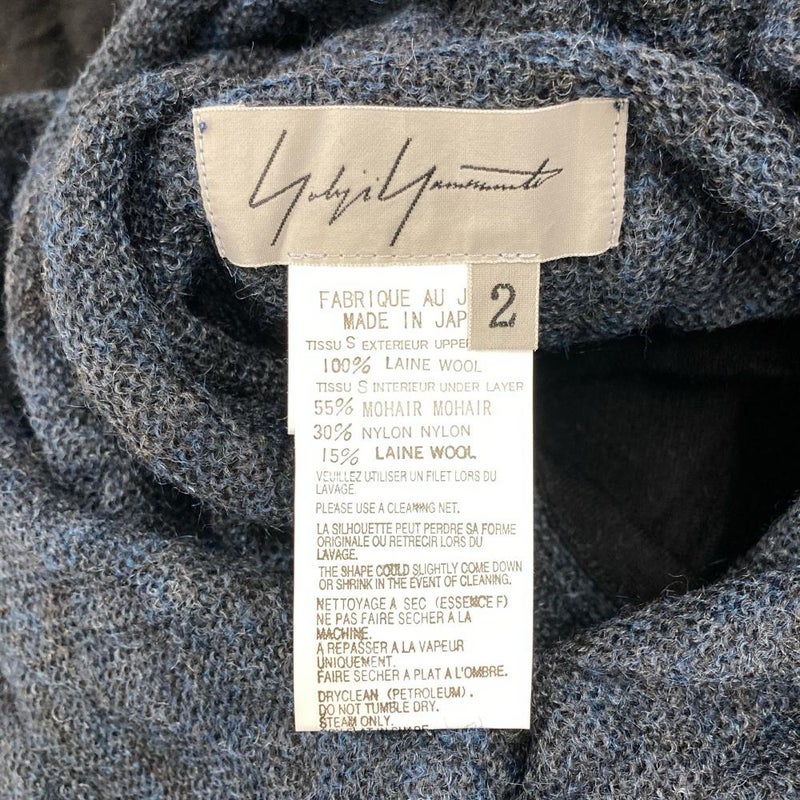 Yohji Yamamoto
2
FABRIQUE AU J
MADE IN JAP
TISSU S EXTERIEUR UPPE
100% LAINE WOOL
TISSU S INTERIEUR UNDER LAYER
55% MOHAIR MOHAIR
30% NYLON NYLON
15% LAINE WOOL
VEUILLEZ UTILISER UN FILET LORS DU
LAVAGE.
PLEASE USE A CLEANING NET.
LA SILHOUETTE PEUT PERDRE SA FORME
ORIGINALE OU RETRECIR LORS DU
LAVAGE.
THE SHAPE COULD SLIGHTLY COME DOWN
OR SHRINK IN THE EVENT OF CLEANING.
NETTOYAGE A SEC (ESSENCE F)
NE PAS FAIRE SECHER À LA
MACHINE.
A REPASSER A LA VAPEUR
UNIQUEMENT.
FAIRE SECHER A PLAT A L'OMBRE.
DRYCLEAN (PETROLEUM).
DO NOT TUMBLE DRY.
STEAM ONLY.